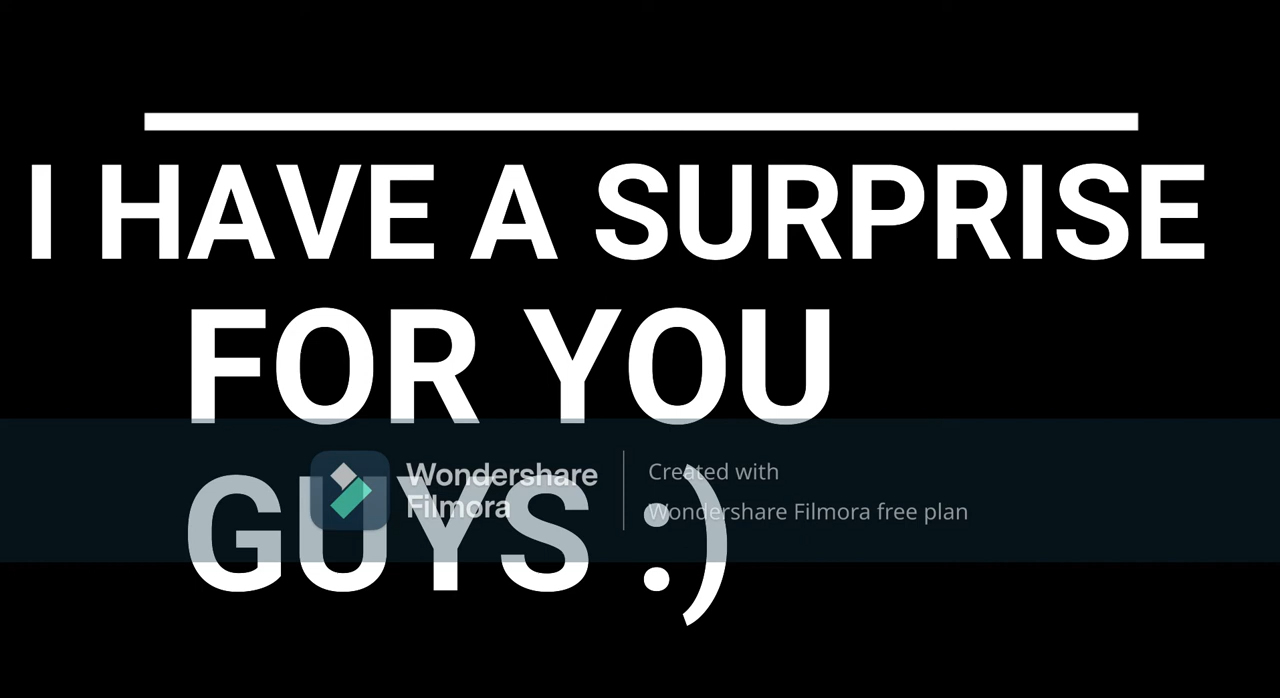 I HAVE A SURPRISE
FOR YOU
GUYS :)
Wondershare
Filmora
Created with
Wondershare Filmora free plan